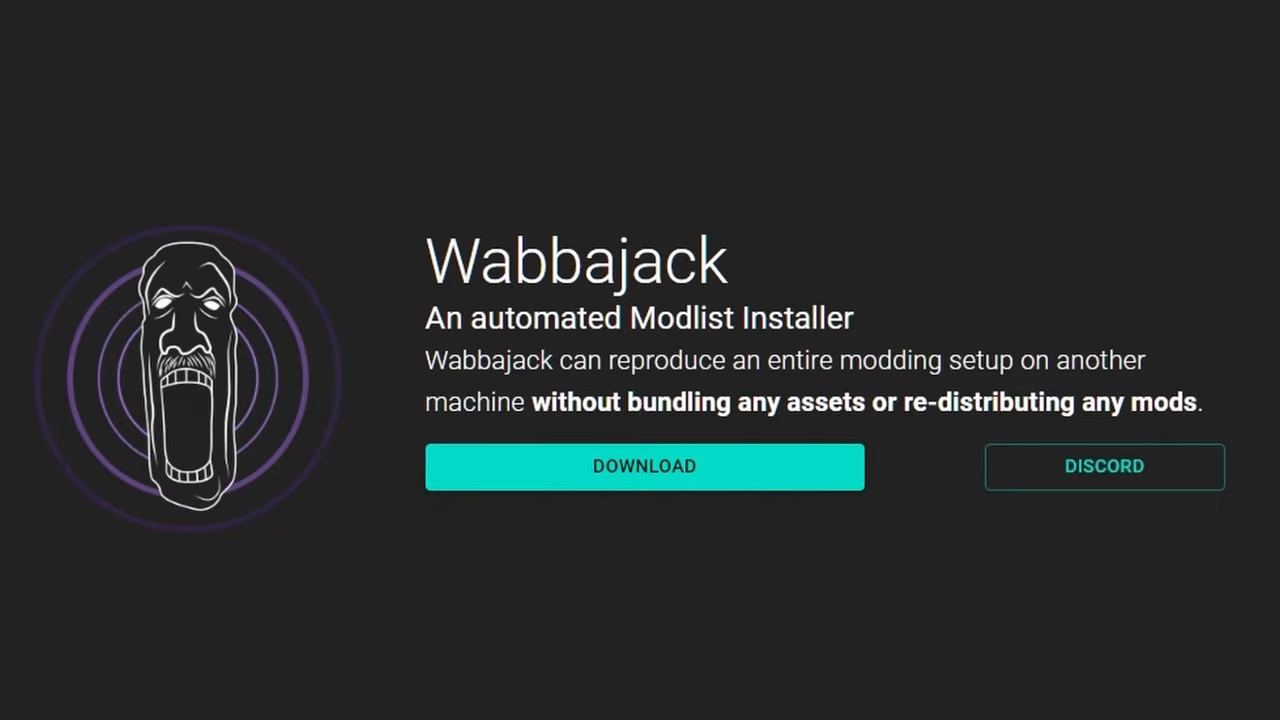 Wabbajack
An automated Modlist Installer
Wabbajack can reproduce an entire modding setup on another
machine without bundling any assets or re-distributing any mods.
DOWNLOAD
DISCORD